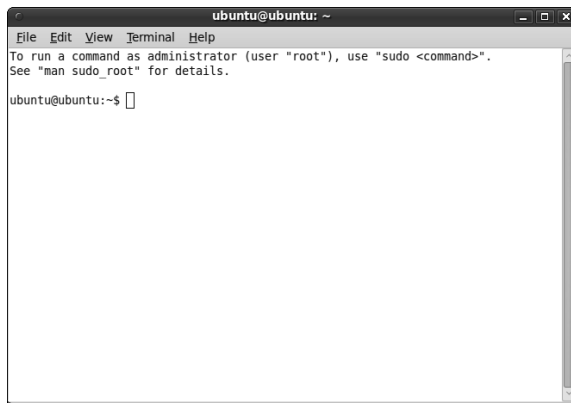 ubuntu@ubuntu: ~
File Edit View Terminal Help
To run a command as administrator (user "root"), use "sudo <command>".
See "man sudo_root" for details.
ubuntu@ubuntu:~$